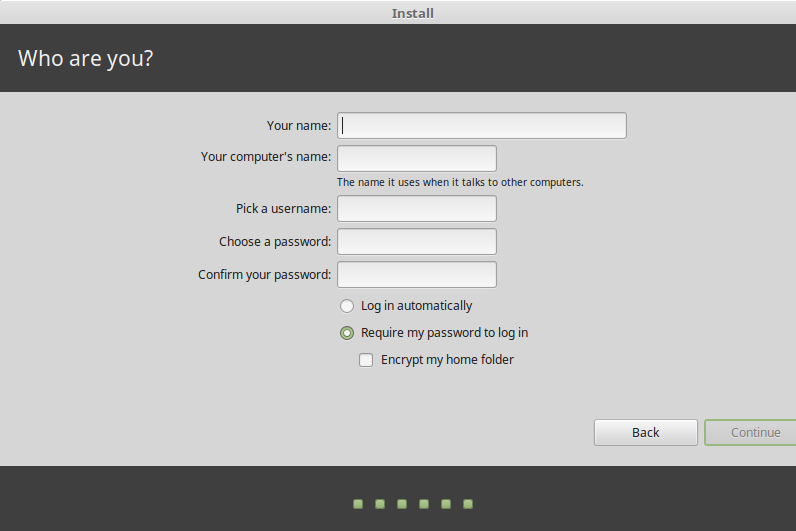 Install
Who are you?
Your name:
Your computer's name:
The name it uses when it talks to other computers.
Pick a username:
Choose a password:
Confirm your password:
Log in automatically
Require my password to log in
Encrypt my home folder
Back Continue